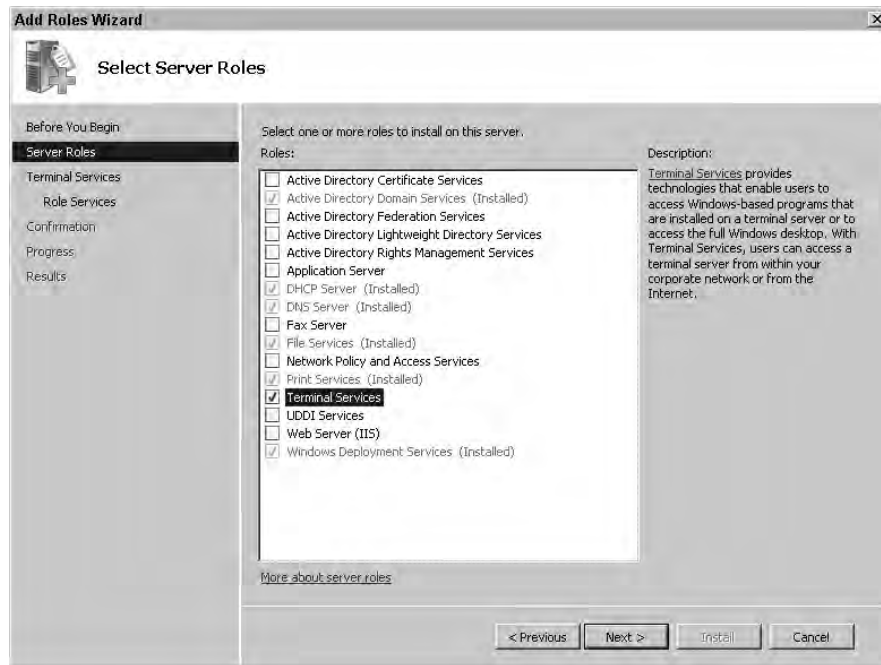 Add Roles Wizard
Select Server Roles
Before You Begin
Server Roles
Terminal Services
Role Services
Confirmation
Progress
Results
Select one or more roles to install on this server.
Roles:
Active Directory Certificate Services
Active Directory Domain Services (Installed)
Active Directory Federation Services
Active Directory Lightweight Directory Services
Active Directory Rights Management Services
Application Server
DHCP Server (Installed)
DNS Server (Installed)
Fax Server
File Services (Installed)
Network Policy and Access Services
Print Services (Installed)
Terminal Services
UDDI Services
Web Server (IIS)
Windows Deployment Services (Installed)
More about server roles
Description:
Terminal Services provides
technologies that enable users to
access Windows-based programs that
are installed on a terminal server or to
access the full Windows desktop. With
Terminal Services, users can access a
terminal server from within your
corporate network or from the
Internet.
< Previous
Next >
Install
Cancel